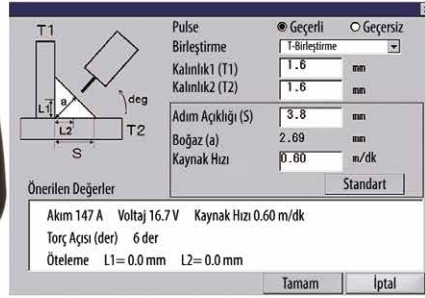 T1
a
L1
L2
S
deg
T2
Pulse Geçerli Geçersiz
Birleştirme T-Birleştirme
Kalınlık1 (T1) 1.6 mm
Kalınlık2 (T2) 1.6 mm
Adım Açıklığı (S) 3.8 mm
Boğaz (a) 2.69 mm
Kaynak Hızı 0.60 m/dk
Standart
Önerilen Değerler
Akım 147 A Voltaj 16.7 V Kaynak Hızı 0.60 m/dk
Torç Açısı (der) 6 der
Öteleme L1= 0.0 mm L2= 0.0 mm
Tamam İptal